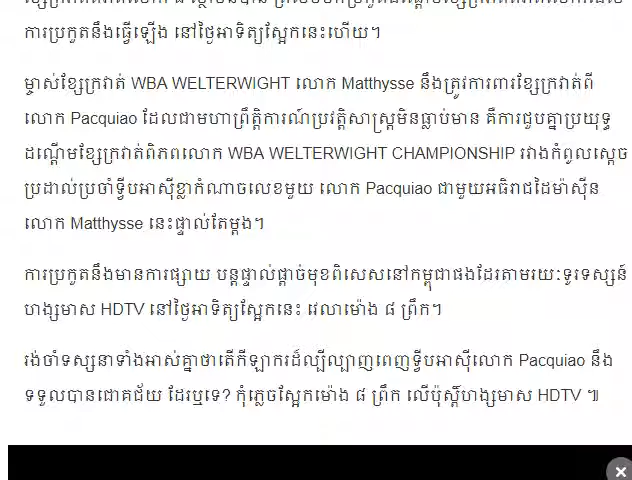 ការប្រកួតនឹងធ្វើឡើង នៅថ្ងៃអាទិត្យស្អែកនេះហើយ។
ម្ចាស់ខ្សែក្រវាត់ WBA WELTERWIGHT លោក Matthysse នឹងត្រូវការពារខ្សែក្រវាត់ពី
លោក Pacquiao ដែលជាមហាព្រឹត្តិការណ៍ប្រវត្តិសាស្ត្រមិនធ្លាប់មាន គឺការជួបគ្នាប្រយុទ្ធ
ដណ្ដើមខ្សែក្រវាត់ពិភពលោក WBA WELTERWIGHT CHAMPIONSHIP រវាងកំពូលស្ដេច
ប្រដាល់ប្រចាំទ្វីបអាស៊ីខ្លាកំណាចលេខមួយ លោក Pacquiao ជាមួយអធិរាជដៃម៉ាស៊ីន
លោក Matthysse នេះផ្ទាល់តែម្ដង។
ការប្រកួតនឹងមានការផ្សាយ បន្តផ្ទាល់ផ្ដាច់មុខពិសេសនៅកម្ពុជាផងដែរតាមរយៈទូរទស្សន៍
ហង្សមាស HDTV នៅថ្ងៃអាទិត្យស្អែកនេះ វេលាម៉ោង ៨ ព្រឹក។
រង់ចាំទស្សនាទាំងអស់គ្នាថាតើកីឡាករដ៏ល្បីល្បាញពេញទ្វីបអាស៊ីលោក Pacquiao នឹង
ទទួលបានជោគជ័យ ដែរឬទេ? កុំភ្លេចស្អែកម៉ោង ៨ ព្រឹក លើប៉ុស្តិ៍ហង្សមាស HDTV ៕